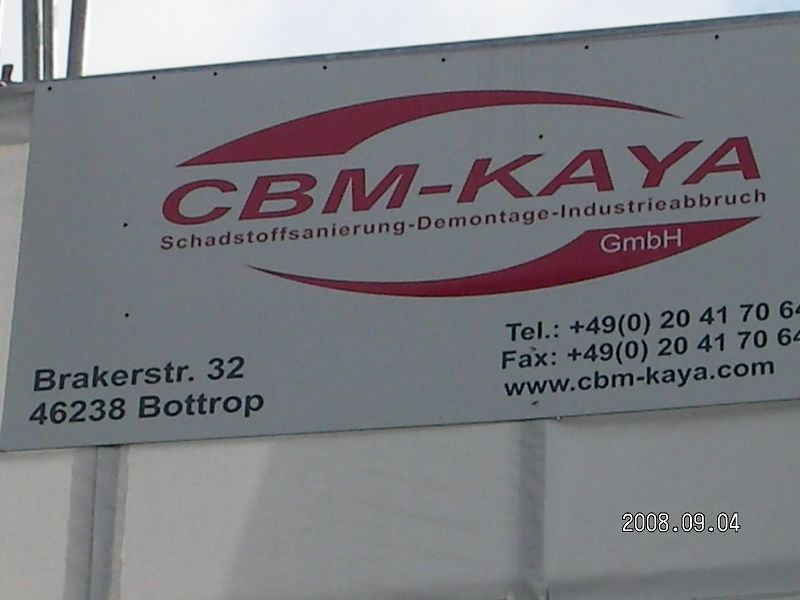 CBM-KAYA
Schadstoffsanierung-Demontage-Industrieabbruch
GmbH
Tel.: +49(0) 20 41 70 64
Fax: +49(0) 20 41 70 64
www.cbm-kaya.com
Brakerstr. 32
46238 Bottrop
2008.09.04